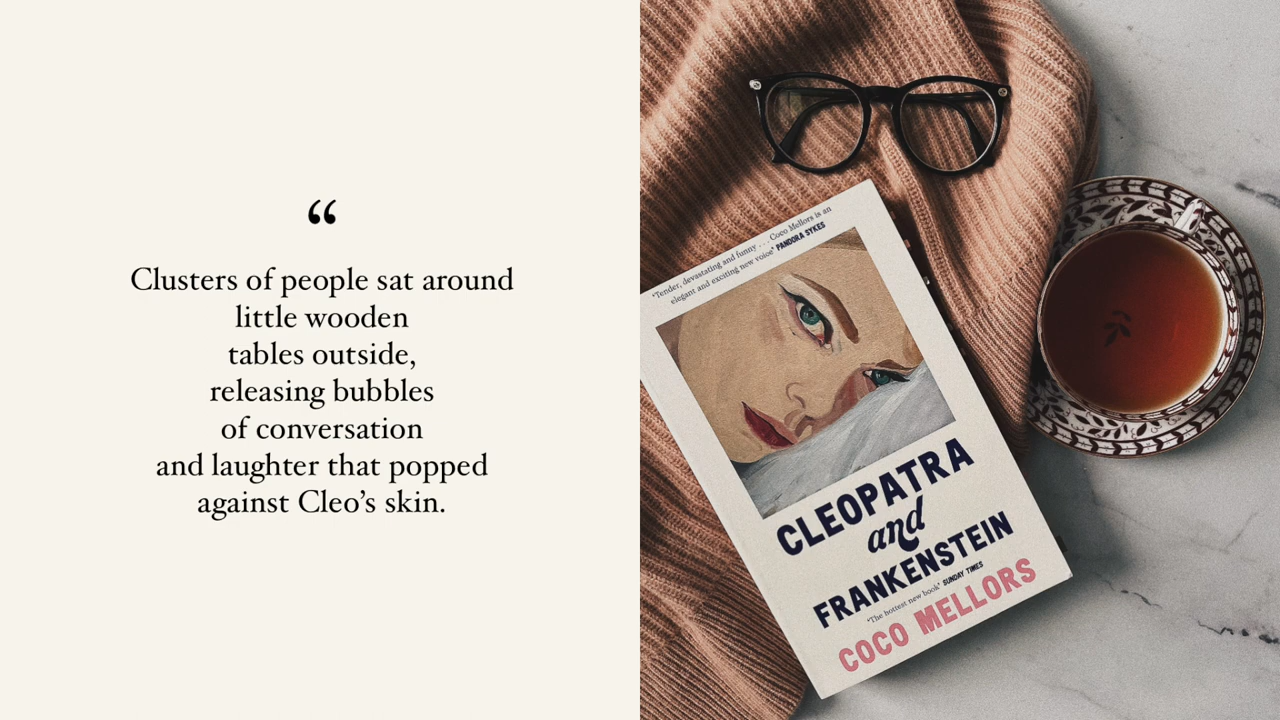 “
Clusters of people sat around
little wooden
tables outside,
releasing bubbles
of conversation
and laughter that popped
against Cleo’s skin.
‘Tender, devastating and funny . . . Coco Mellors is an
elegant and exciting new voice’ PANDORA SYKES
CLEOPATRA
and
FRANKENSTEIN
‘The hottest new book’ SUNDAY TIMES
COCO MELLORS